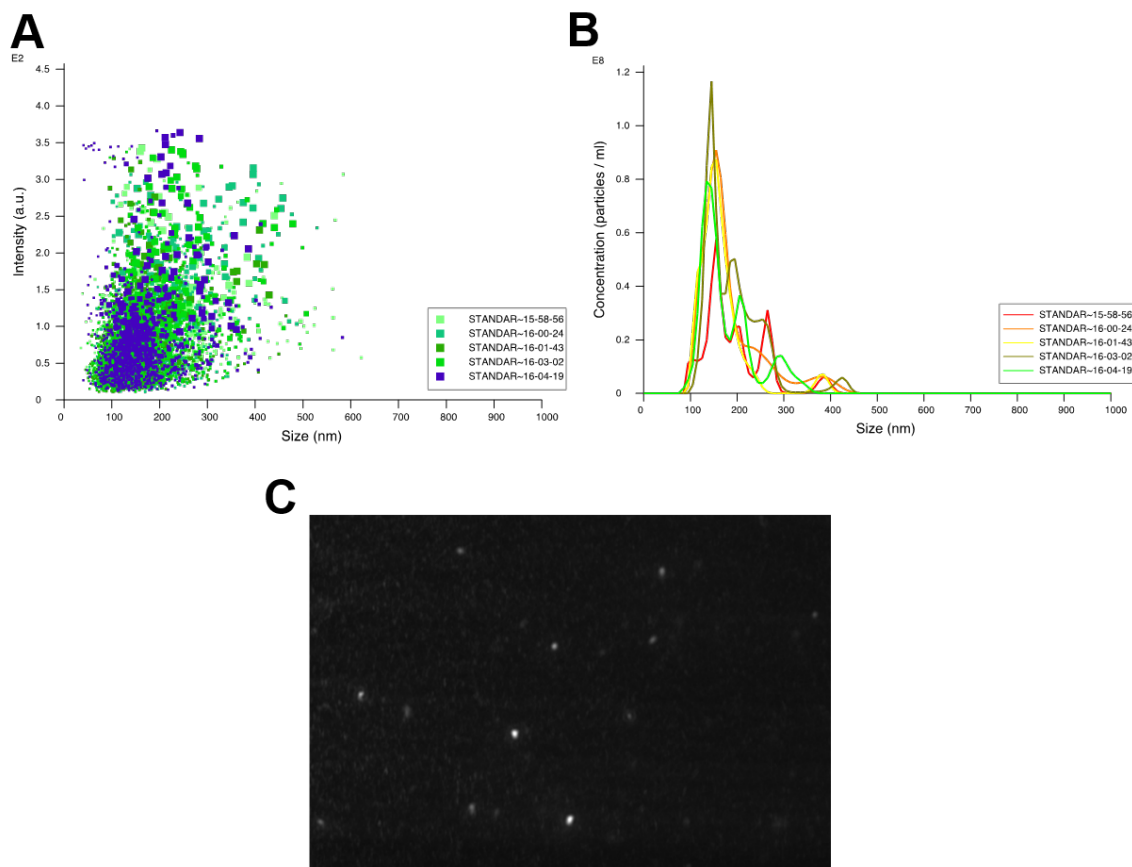 A
E2
4.5
4.0
3.5
3.0
2.5
2.0
1.5
1.0
0.5
0
Intensity (a.u.)
0 100 200 300 400 500 600 700 800 900 1000
Size (nm)
STANDAR~15-58-56
STANDAR~16-00-24
STANDAR~16-01-43
STANDAR~16-03-02
STANDAR~16-04-19
B
E8
1.2
1.0
0.8
0.6
0.4
0.2
0
Concentration (particles / ml)
0 100 200 300 400 500 600 700 800 900 1000
Size (nm)
STANDAR~15-58-56
STANDAR~16-00-24
STANDAR~16-01-43
STANDAR~16-03-02
STANDAR~16-04-19
C